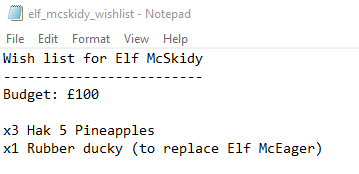 elf_mcskidy_wishlist - Notepad
File Edit Format View Help
Wish list for Elf McSkidy
-------------------------
Budget: £100
x3 Hak 5 Pineapples
x1 Rubber ducky (to replace Elf McEager)